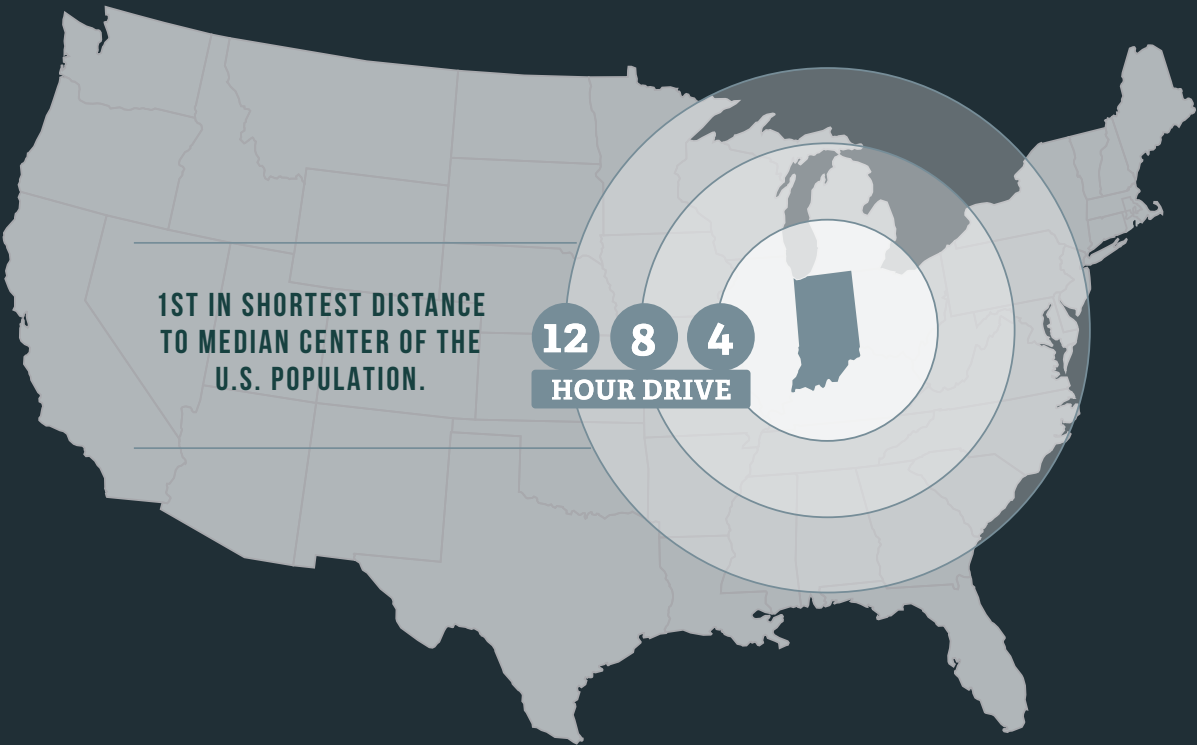 1ST IN SHORTEST DISTANCE
TO MEDIAN CENTER OF THE
U.S. POPULATION.
12 8 4
HOUR DRIVE